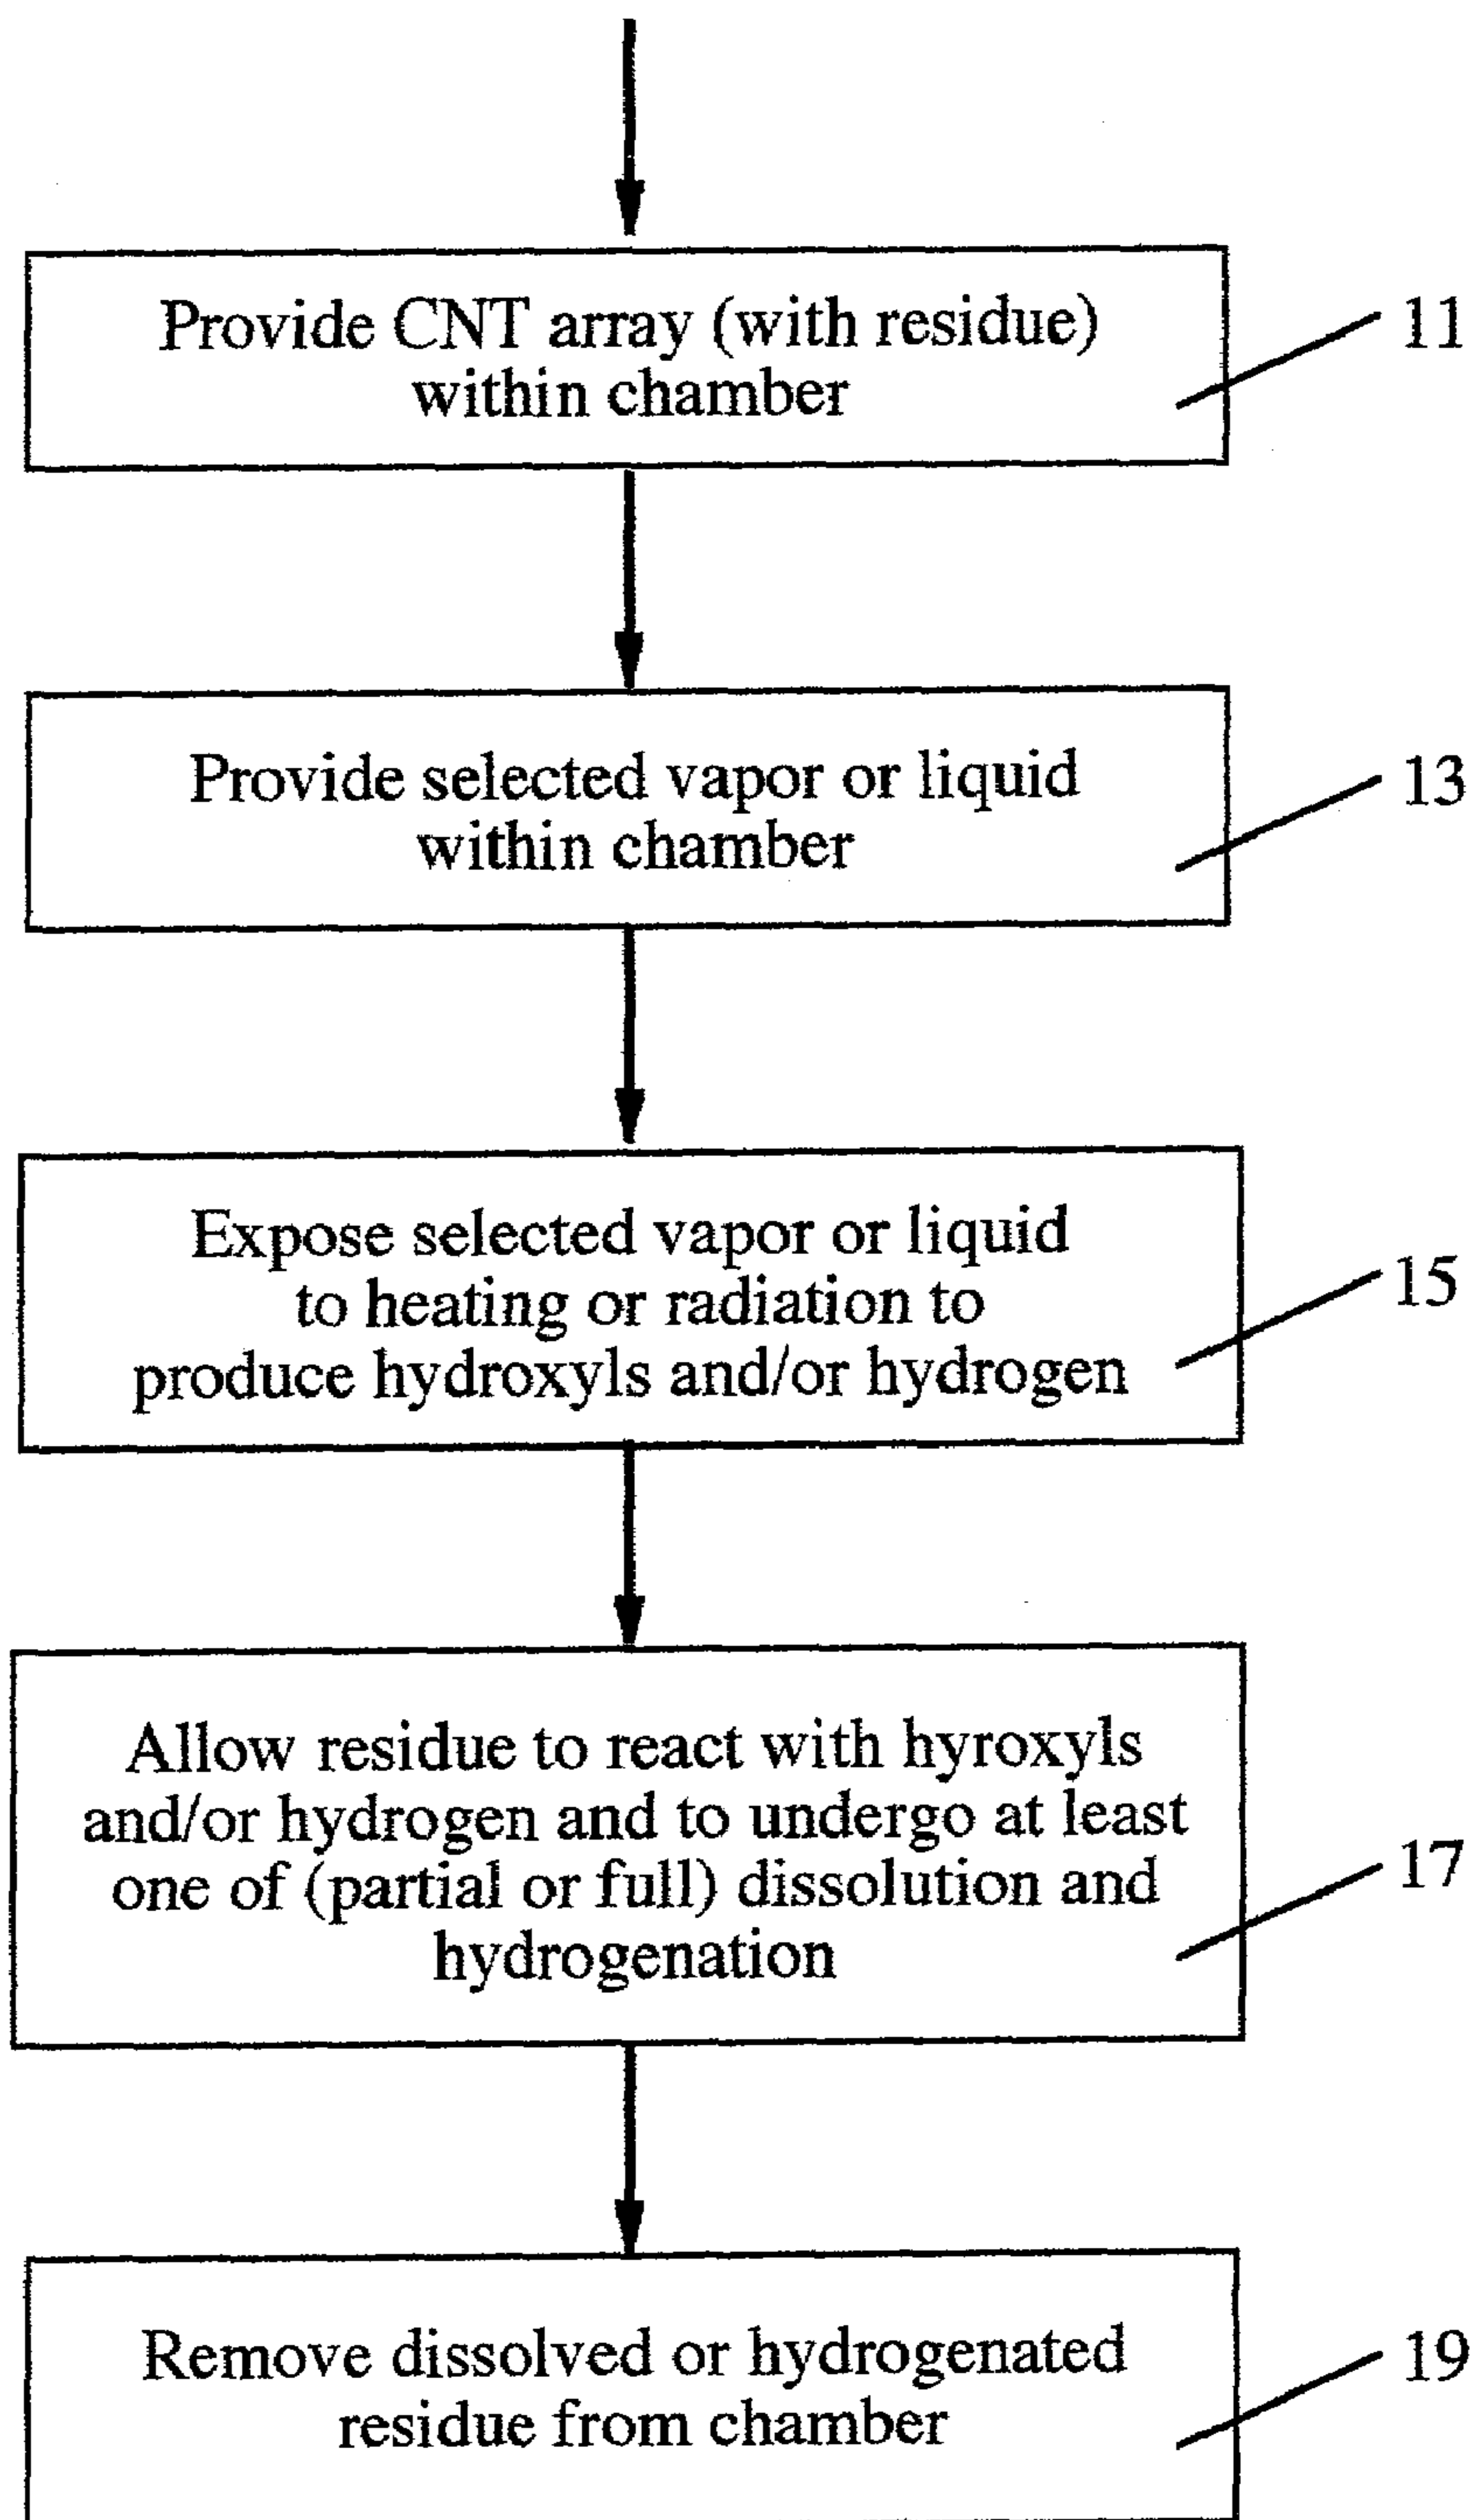 Provide CNT array (with residue)
within chamber
11
Provide selected vapor or liquid
within chamber
13
Expose selected vapor or liquid
to heating or radiation to
produce hydroxyls and/or hydrogen
15
Allow residue to react with hyroxyls
and/or hydrogen and to undergo at least
one of (partial or full) dissolution and
hydrogenation
17
Remove dissolved or hydrogenated
residue from chamber
19